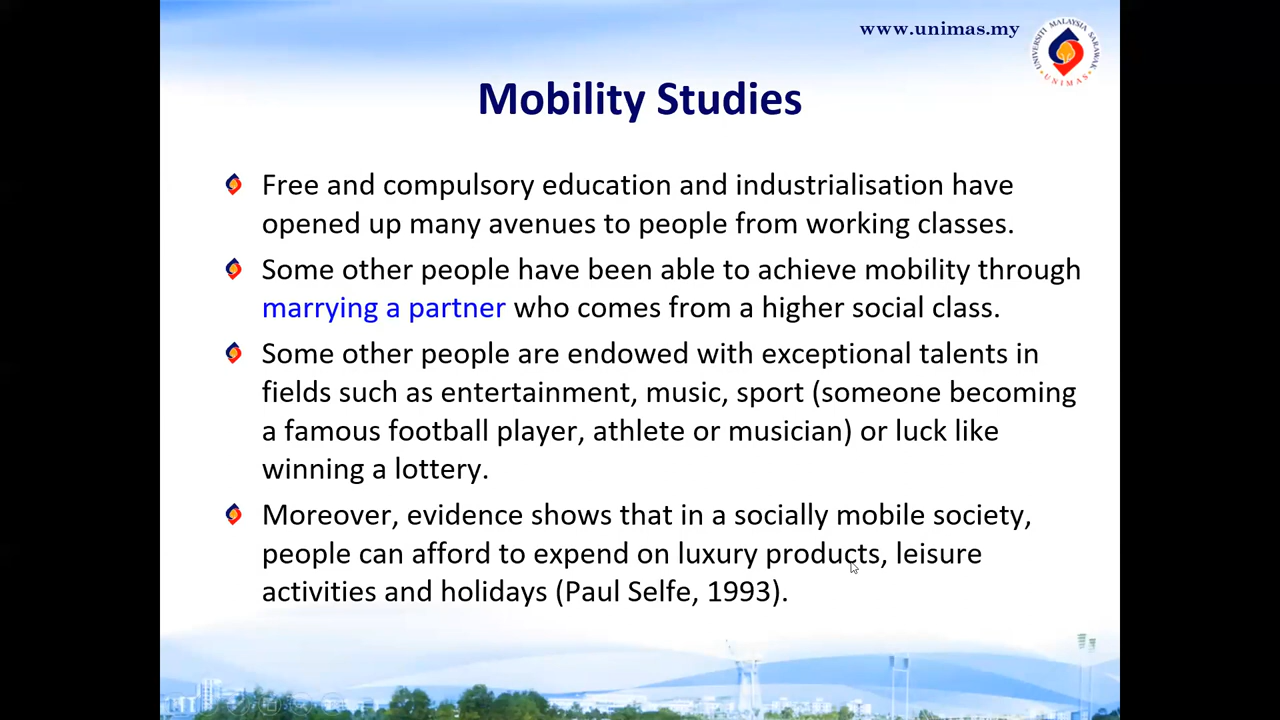 www.unimas.my
UNIVERSITI MALAYSIA SARAWAK
UNIMAS
Mobility Studies
Free and compulsory education and industrialisation have
opened up many avenues to people from working classes.
Some other people have been able to achieve mobility through
marrying a partner who comes from a higher social class.
Some other people are endowed with exceptional talents in
fields such as entertainment, music, sport (someone becoming
a famous football player, athlete or musician) or luck like
winning a lottery.
Moreover, evidence shows that in a socially mobile society,
people can afford to expend on luxury products, leisure
activities and holidays (Paul Selfe, 1993).